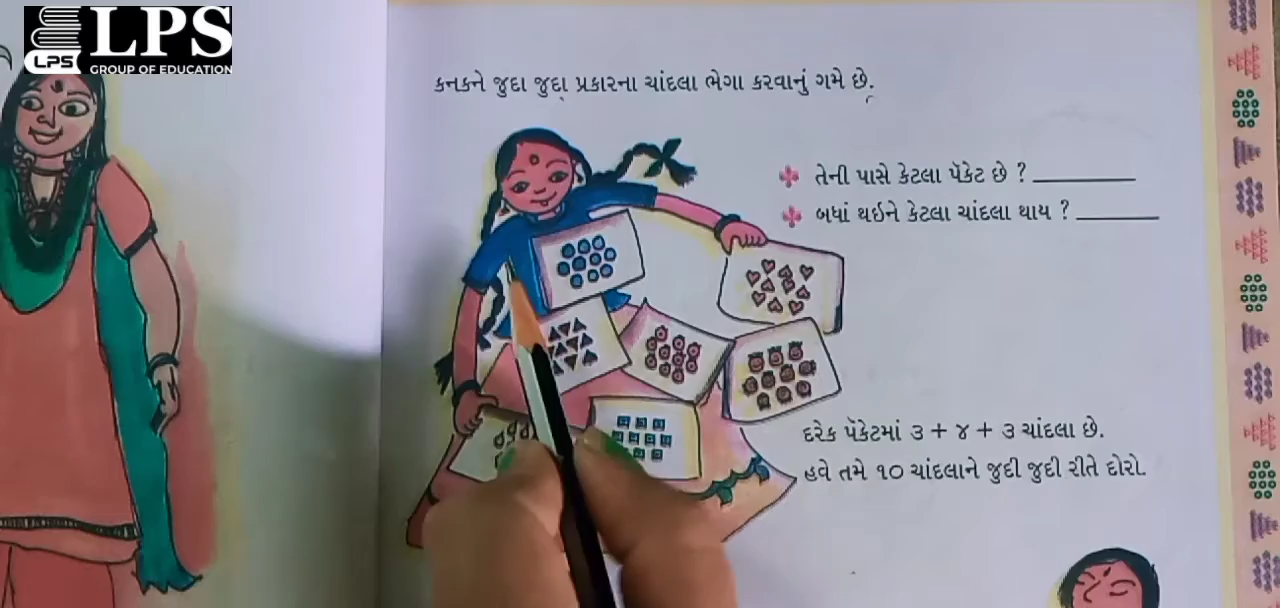 LPS
LPS
GROUP OF EDUCATION
કનકને જુદા જુદા પ્રકારના ચાંદલા ભેગા કરવાનું ગમે છે.
તેની પાસે કેટલા પૅકેટ છે ?
બધાં થઇને કેટલા ચાંદલા થાય ?
દરેક પૅકેટમાં ૩ + ૪ + ૩ ચાંદલા છે.
હવે તમે ૧૦ ચાંદલાને જુદી જુદી રીતે દોરો.